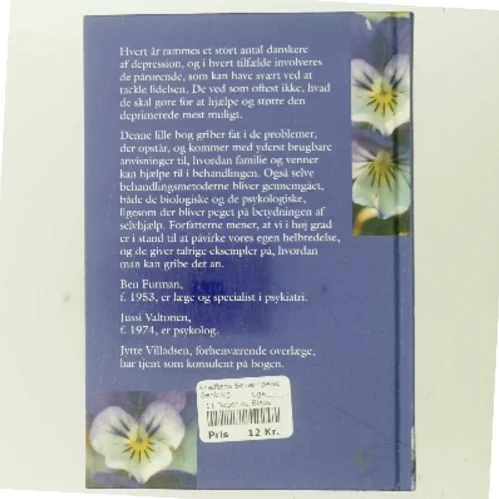 Hvert år rammes et stort antal danskere
af depression, og i hvert tilfælde involveres
de pårørende, som kan have svært ved at
tackle lidelsen. De ved som oftest ikke, hvad
de skal gøre for at hjælpe og støtte den
deprimerede mest muligt.
Denne lille bog griber fat i de problemer,
der opstår, og kommer med yderst brugbare
anvisninger til, hvordan familie og venner
kan hjælpe til i behandlingen. Også selve
behandlingsmetoderne bliver gennemgået,
både de biologiske og de psykologiske,
ligesom der bliver peget på betydningen af
selvhjælp. Forfatterne mener, at vi i høj grad
er i stand til at påvirke vores egen helbredelse,
og de giver talrige eksempler på, hvordan
man kan gribe det an.
Ben Furman,
f. 1953, er læge og specialist i psykiatri.
Jussi Valtonen,
f. 1974, er psykolog.
Jytte Villadsen, forhenværende overlæge,
har tjent som konsulent på bogen.
Kræftens Bekæmpelse
Genbrug Uge
Pris 12 Kr.